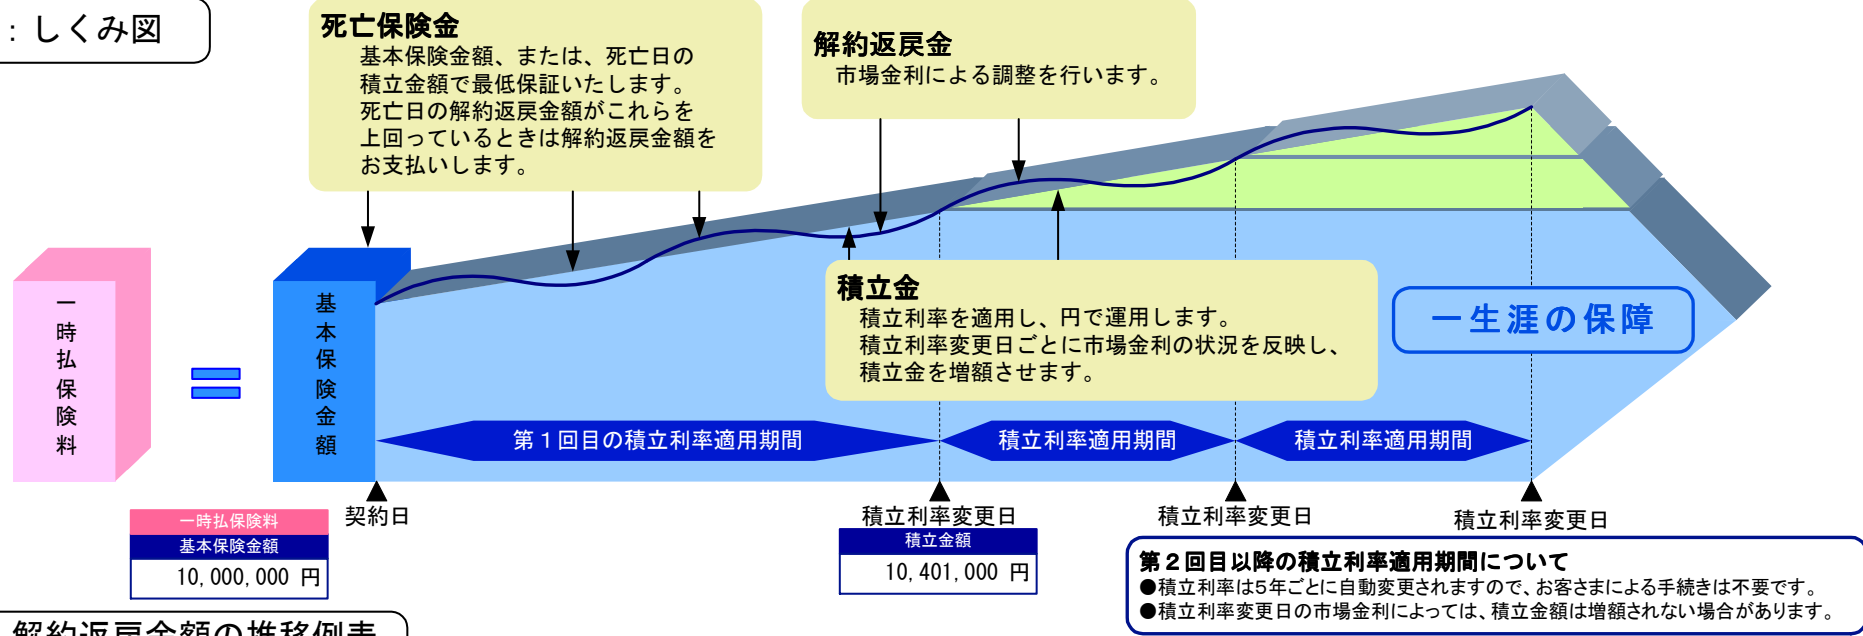 ：しくみ図
死亡保険金
基本保険金額、または、死亡日の
積立金額で最低保証いたします。
死亡日の解約返戻金額がこれらを
上回っているときは解約返戻金額を
お支払いします。
解約返戻金
市場金利による調整を行います。
一時払保険料
＝
基本保険金額
積立金
積立利率を適用し、円で運用します。
積立利率変更日ごとに市場金利の状況を反映し、
積立金を増額させます。
一生涯の保障
第１回目の積立利率適用期間
積立利率適用期間
積立利率適用期間
契約日
積立利率変更日
積立利率変更日
積立利率変更日
一時払保険料
基本保険金額
10,000,000 円
積立金額
10,401,000 円
第２回目以降の積立利率適用期間について
●積立利率は5年ごとに自動変更されますので、お客さまによる手続きは不要です。
●積立利率変更日の市場金利によっては、積立金額は増額されない場合があります。
解約返戻金額の推移例表